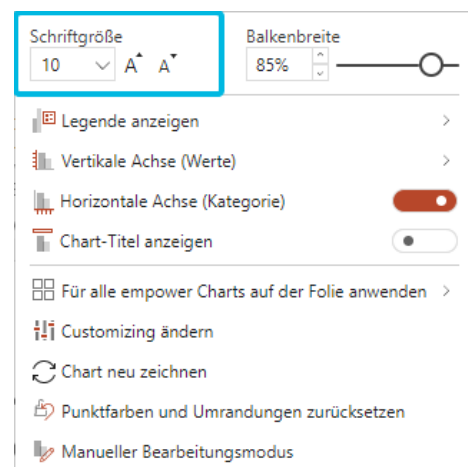 Schriftgröße Balkenbreite
10 A A 85%
Legende anzeigen
Vertikale Achse (Werte)
Horizontale Achse (Kategorie)
Chart-Titel anzeigen
Für alle empower Charts auf der Folie anwenden
Customizing ändern
Chart neu zeichnen
Punktfarben und Umrandungen zurücksetzen
Manueller Bearbeitungsmodus